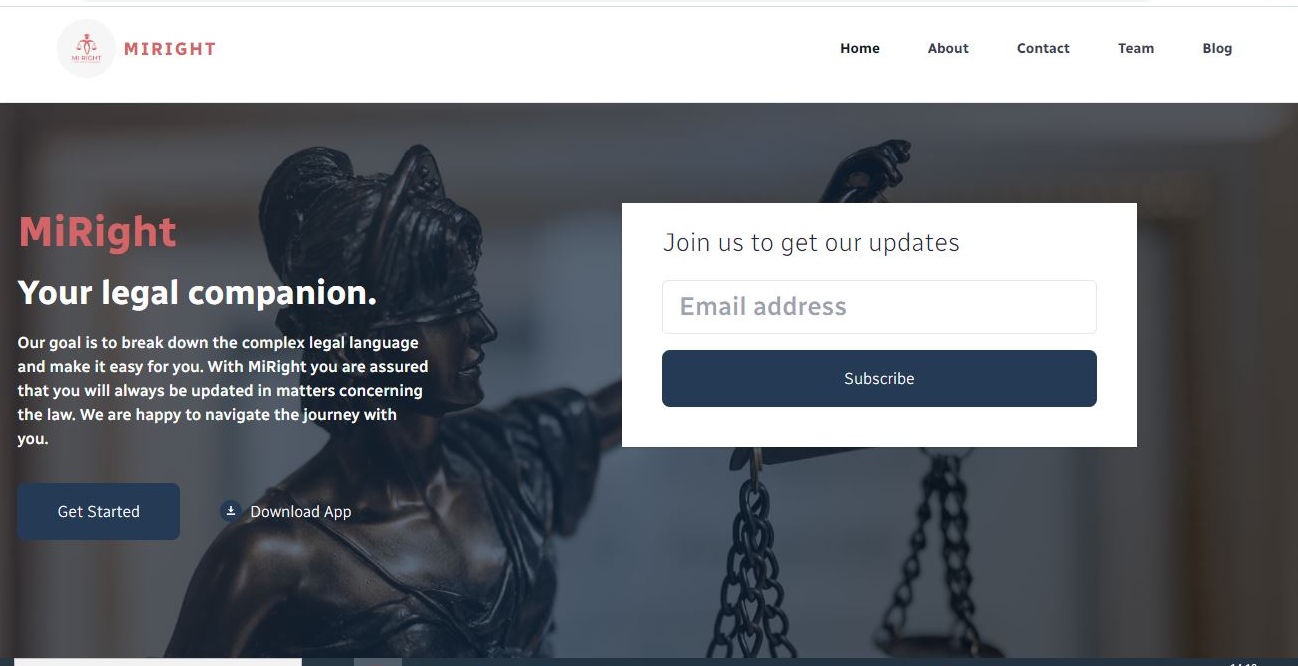 MI RIGHT
MIRIGHT
Home
About
Contact
Team
Blog
MiRight
Your legal companion.
Our goal is to break down the complex legal language
and make it easy for you. With MiRight you are assured
that you will always be updated in matters concerning
the law. We are happy to navigate the journey with
you.
Get Started
Download App
Join us to get our updates
Email address
Subscribe